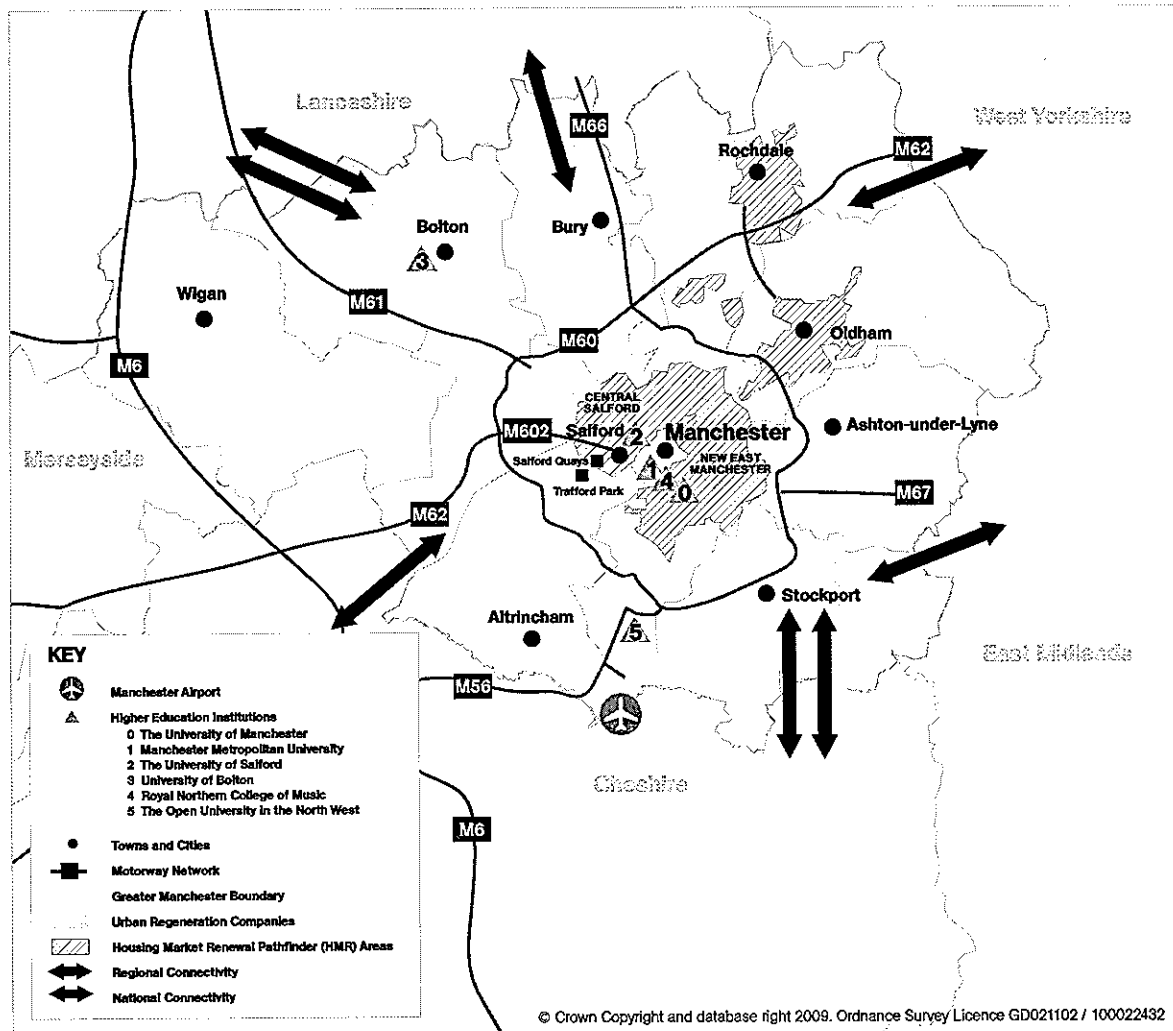 Lancashire
West Yorkshire
M66
M62
Rochdale
Bury
Bolton
3
Wigan
M61
M60
Oldham
M6
CENTRAL
SALFORD
M602
Salford
2
Manchester
Ashton-under-Lyne
Merseyside
Salford Quays
NEW EAST
MANCHESTER
1
4
0
Trafford Park
M67
M62
Stockport
Altrincham
5
East Midlands
M56
Cheshire
M6
KEY
Manchester Airport
Higher Education Institutions
0 The University of Manchester
1 Manchester Metropolitan University
2 The University of Salford
3 University of Bolton
4 Royal Northern College of Music
5 The Open University in the North West
Towns and Cities
Motorway Network
Greater Manchester Boundary
Urban Regeneration Companies
Housing Market Renewal Pathfinder (HMR) Areas
Regional Connectivity
National Connectivity
© Crown Copyright and database right 2009. Ordnance Survey Licence GD021102 / 100022432